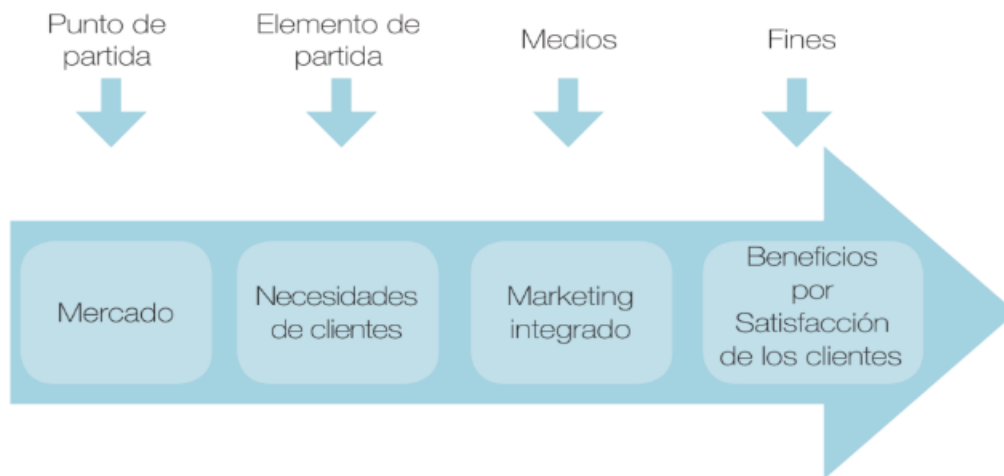 Punto de
partida
Elemento de
partida
Medios
Fines
Mercado
Necesidades
de clientes
Marketing
integrado
Beneficios
por
Satisfacción
de los clientes